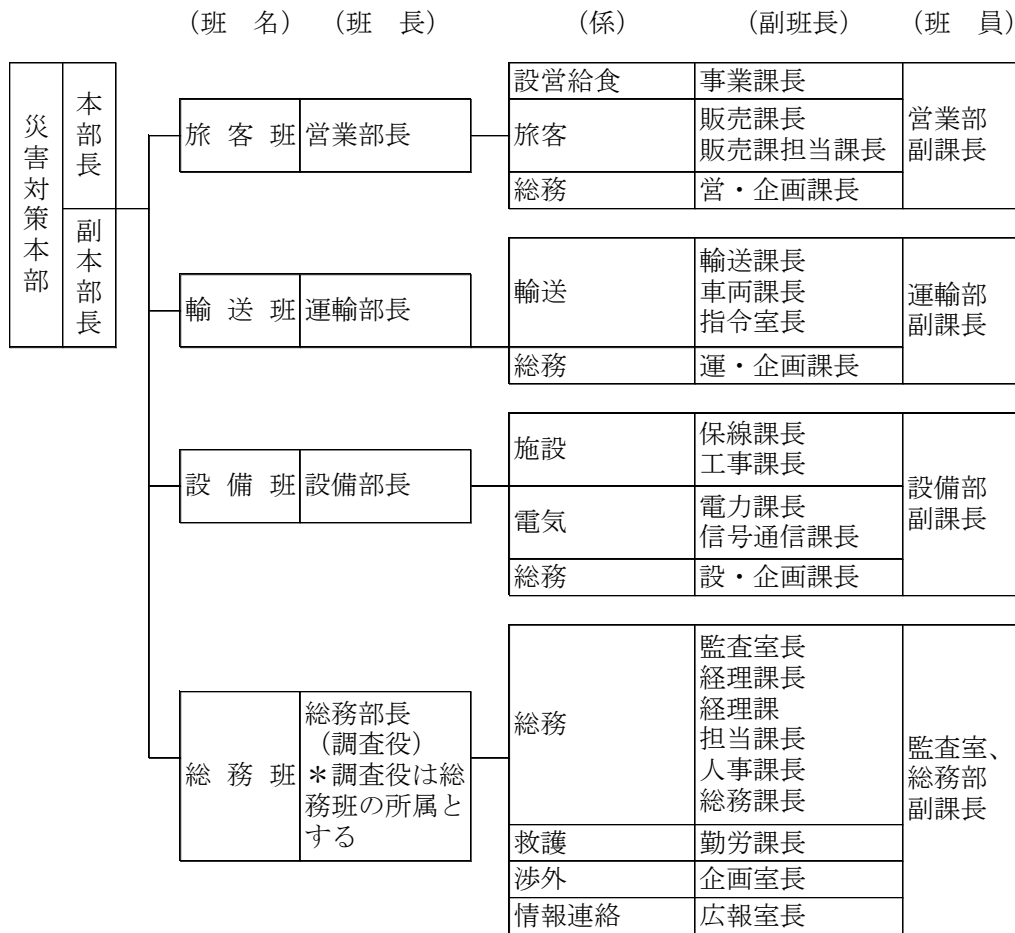 （班　名）　（班　長）　（係）　（副班長）　（班　員）
災害対策本部
本部長
副本部長
旅 客 班　営業部長
設営給食　事業課長
旅客　販売課長
販売課担当課長
総務　営・企画課長
営業部
副課長
輸 送 班　運輸部長
輸送　輸送課長
車両課長
指令室長
総務　運・企画課長
運輸部
副課長
設 備 班　設備部長
施設　保線課長
工事課長
電気　電力課長
信号通信課長
総務　設・企画課長
設備部
副課長
総 務 班　総務部長
（調査役）
＊調査役は総
務班の所属と
する
総務　監査室長
経理課長
経理課
担当課長
人事課長
総務課長
救護　勤労課長
渉外　企画室長
情報連絡　広報室長
監査室、
総務部
副課長